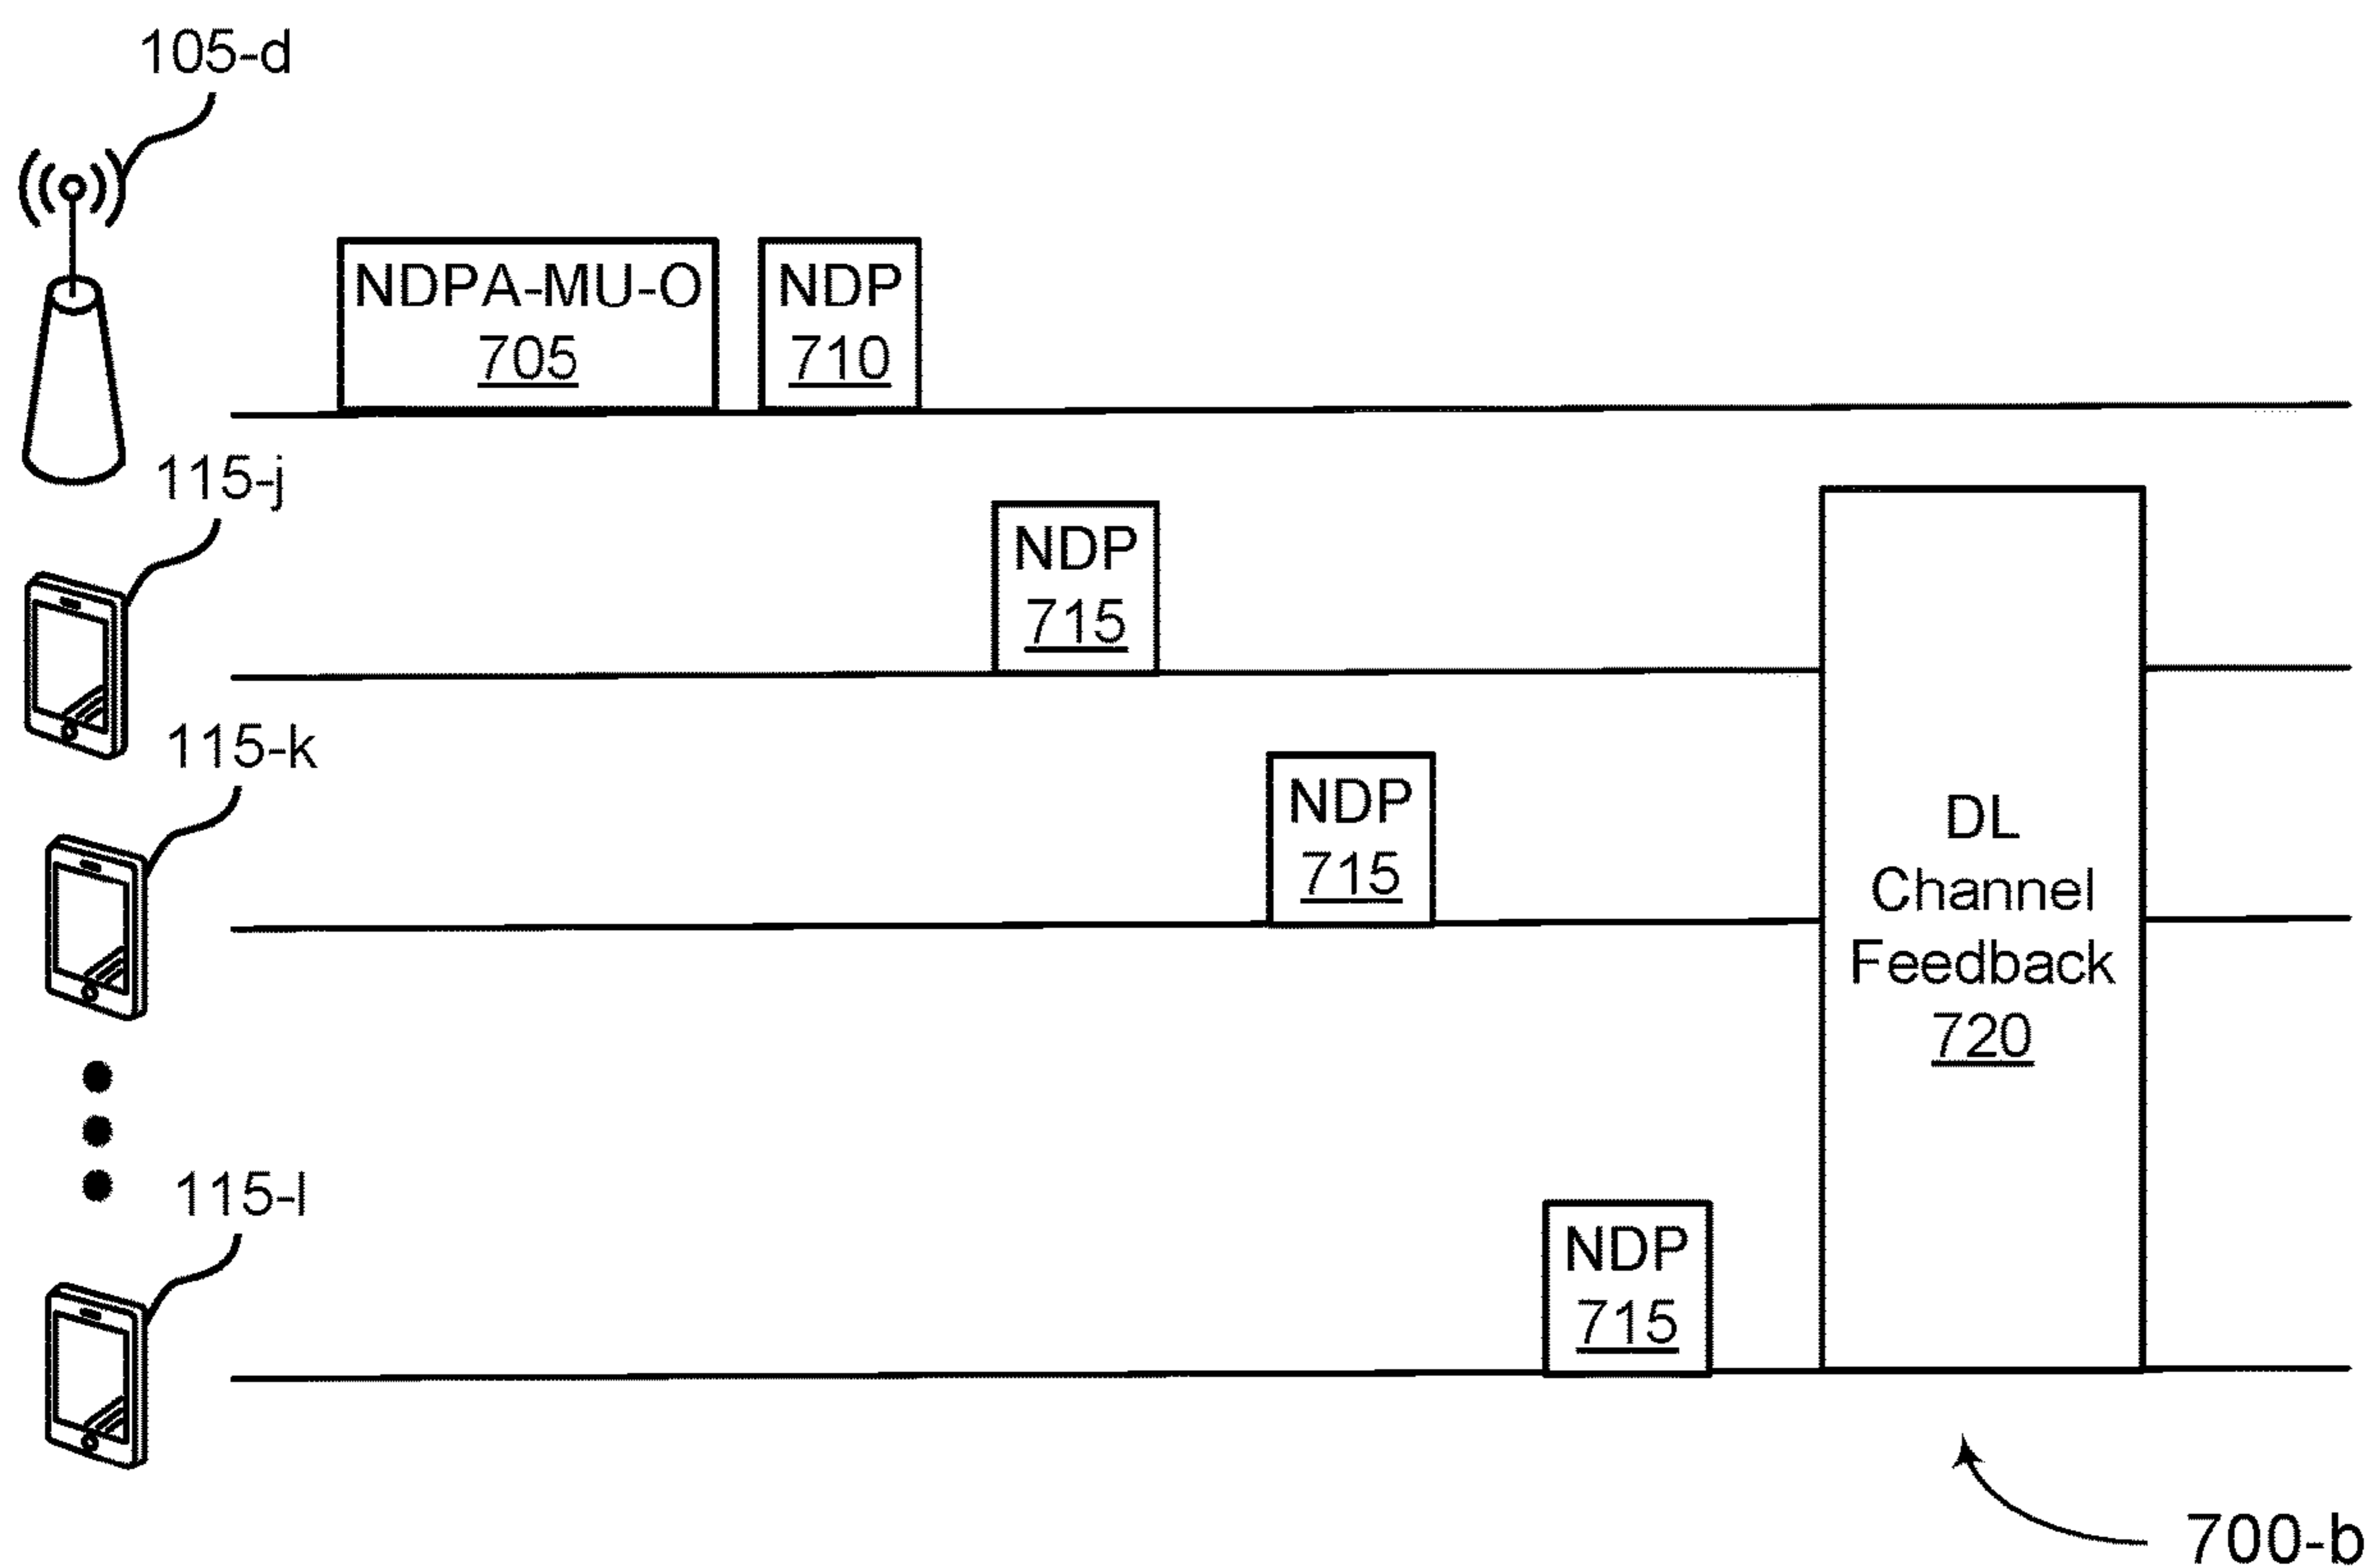 105-d
NDPA-MU-O
705
NDP
710
115-j
NDP
715
115-k
NDP
715
DL
Channel
Feedback
720
115-l
NDP
715
700-b